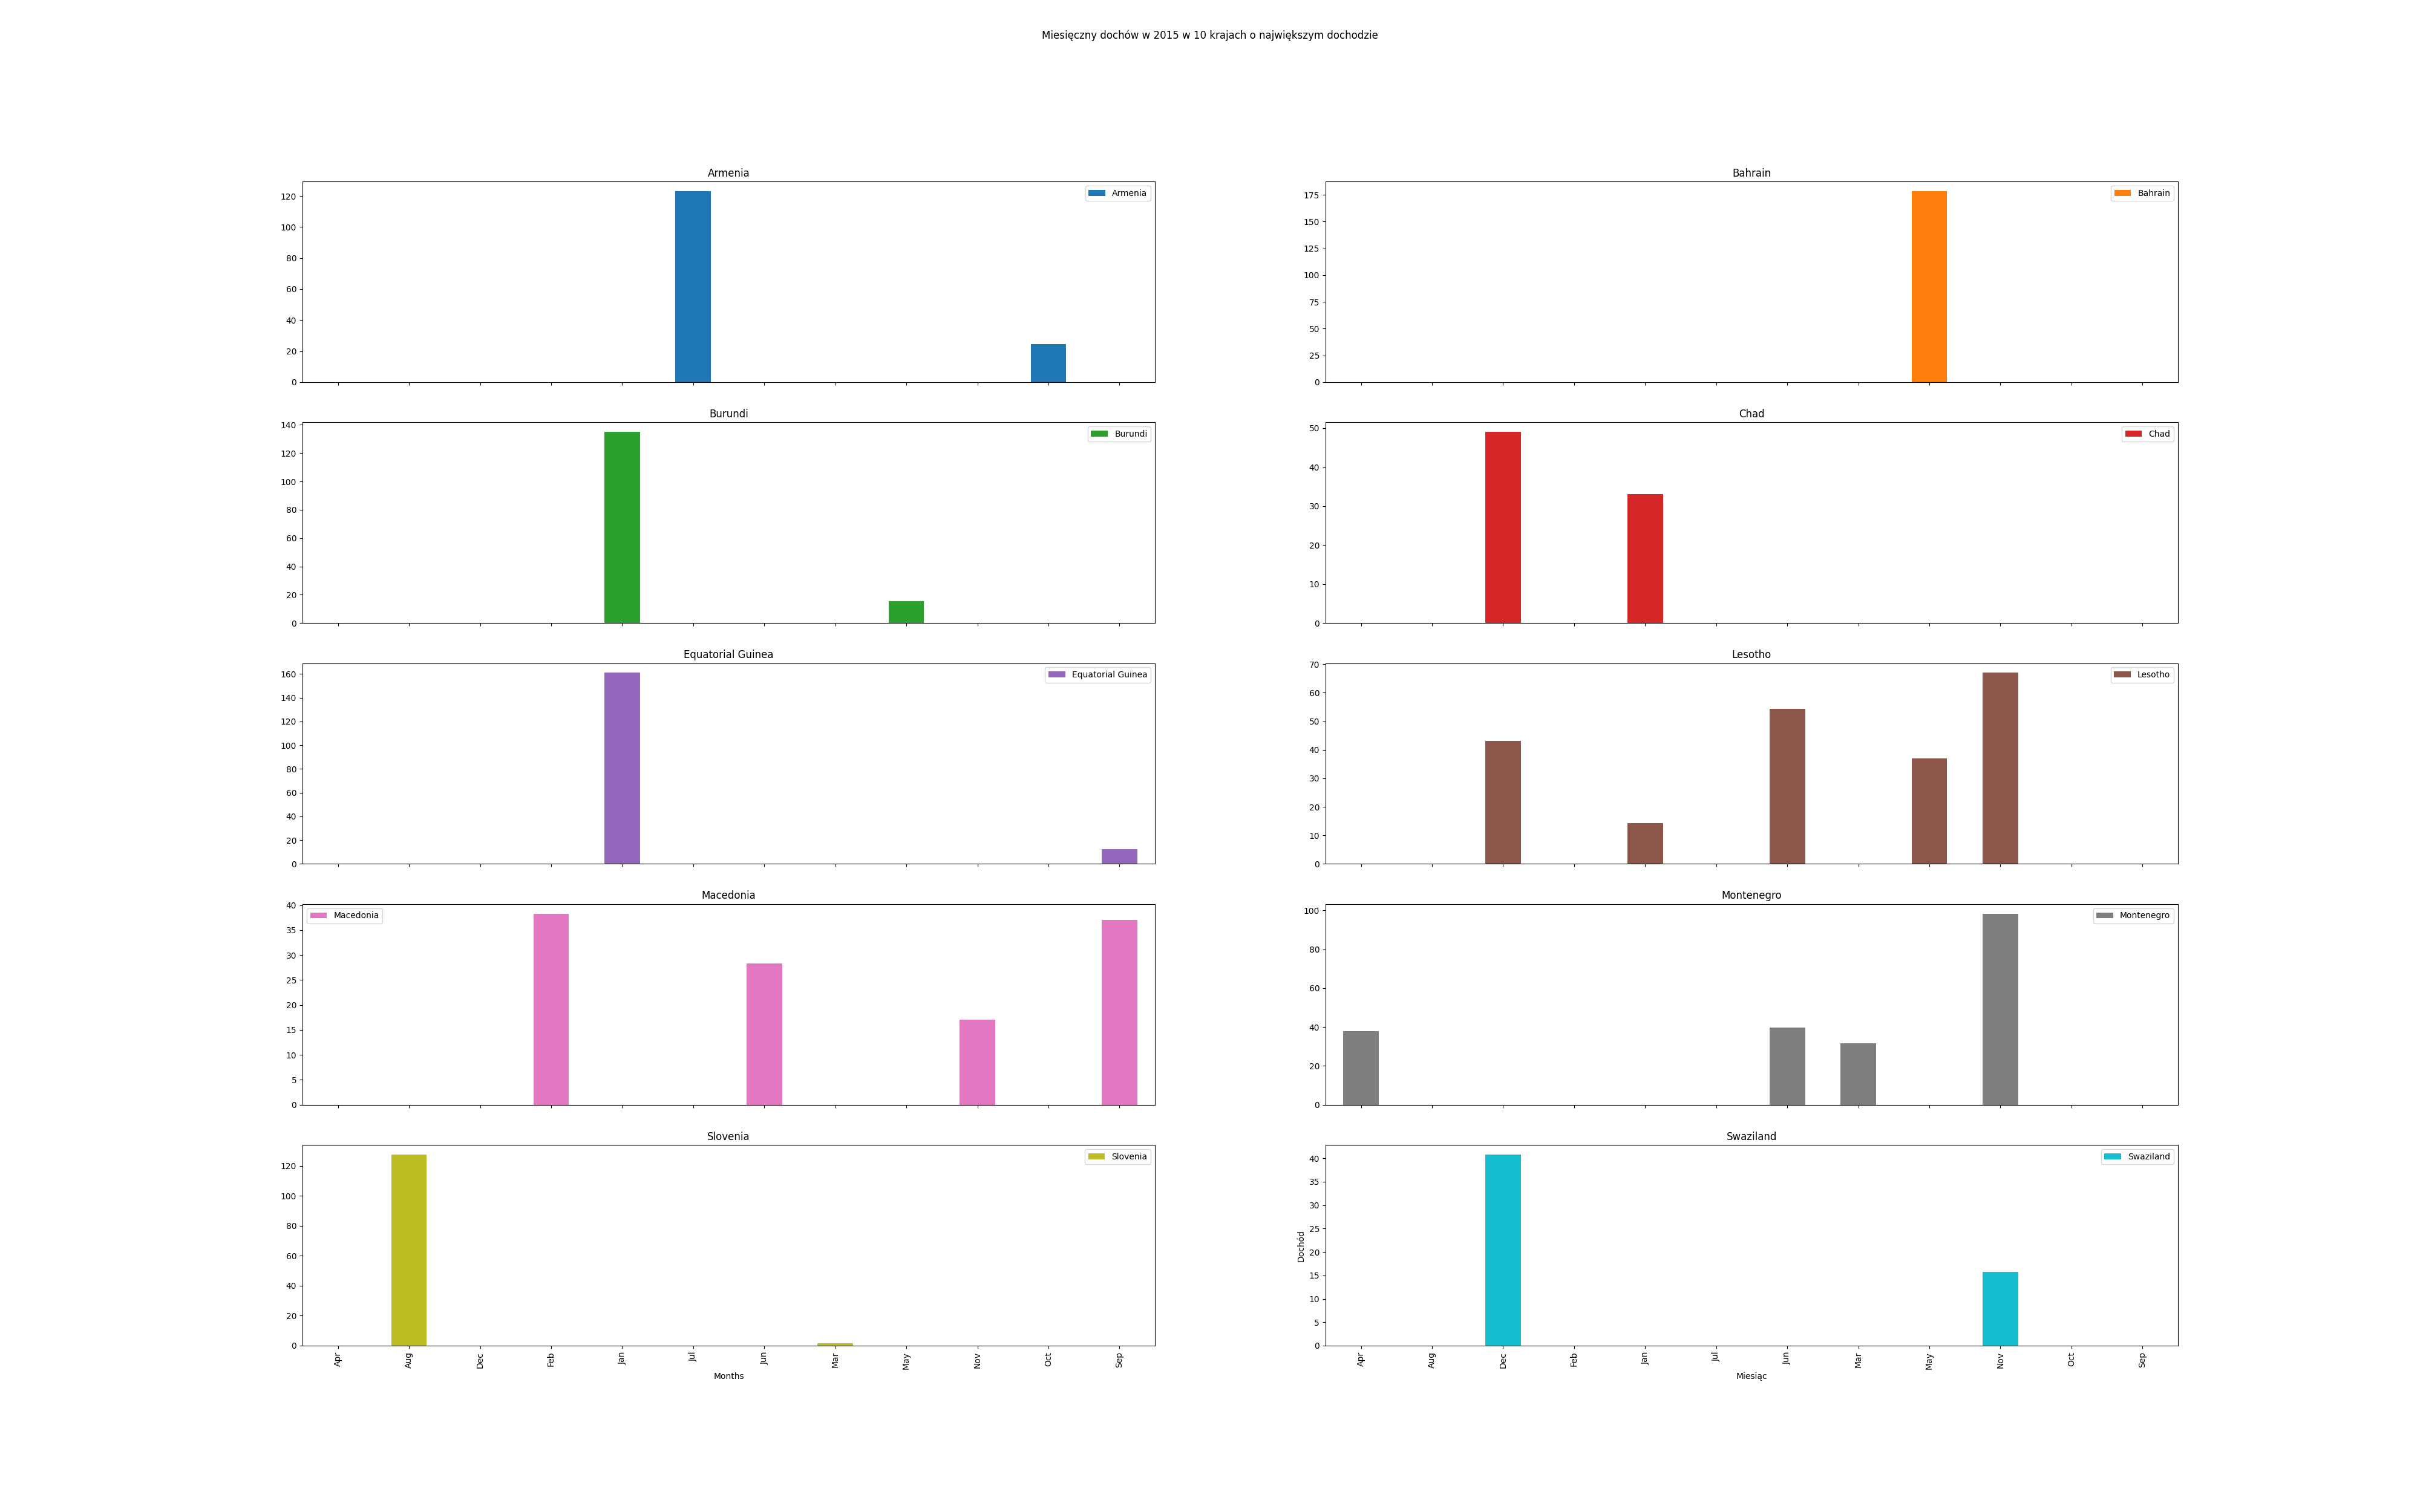 Miesięczny dochów w 2015 w 10 krajach o największym dochodzie
Armenia
Armenia
120
100
80
60
40
20
0
Bahrain
Bahrain
175
150
125
100
75
50
25
0
Burundi
Burundi
140
120
100
80
60
40
20
0
Chad
Chad
50
40
30
20
10
0
Equatorial Guinea
Equatorial Guinea
160
140
120
100
80
60
40
20
0
Lesotho
Lesotho
70
60
50
40
30
20
10
0
Macedonia
Macedonia
40
35
30
25
20
15
10
5
0
Montenegro
Montenegro
100
80
60
40
20
0
Slovenia
Slovenia
120
100
80
60
40
20
0
Apr Aug Dec Feb Jan Jul Jun Mar May Nov Oct Sep
Months
Swaziland
Swaziland
40
35
30
25
20
15
10
5
0
Dochód
Apr Aug Dec Feb Jan Jul Jun Mar May Nov Oct Sep
Miesiąc